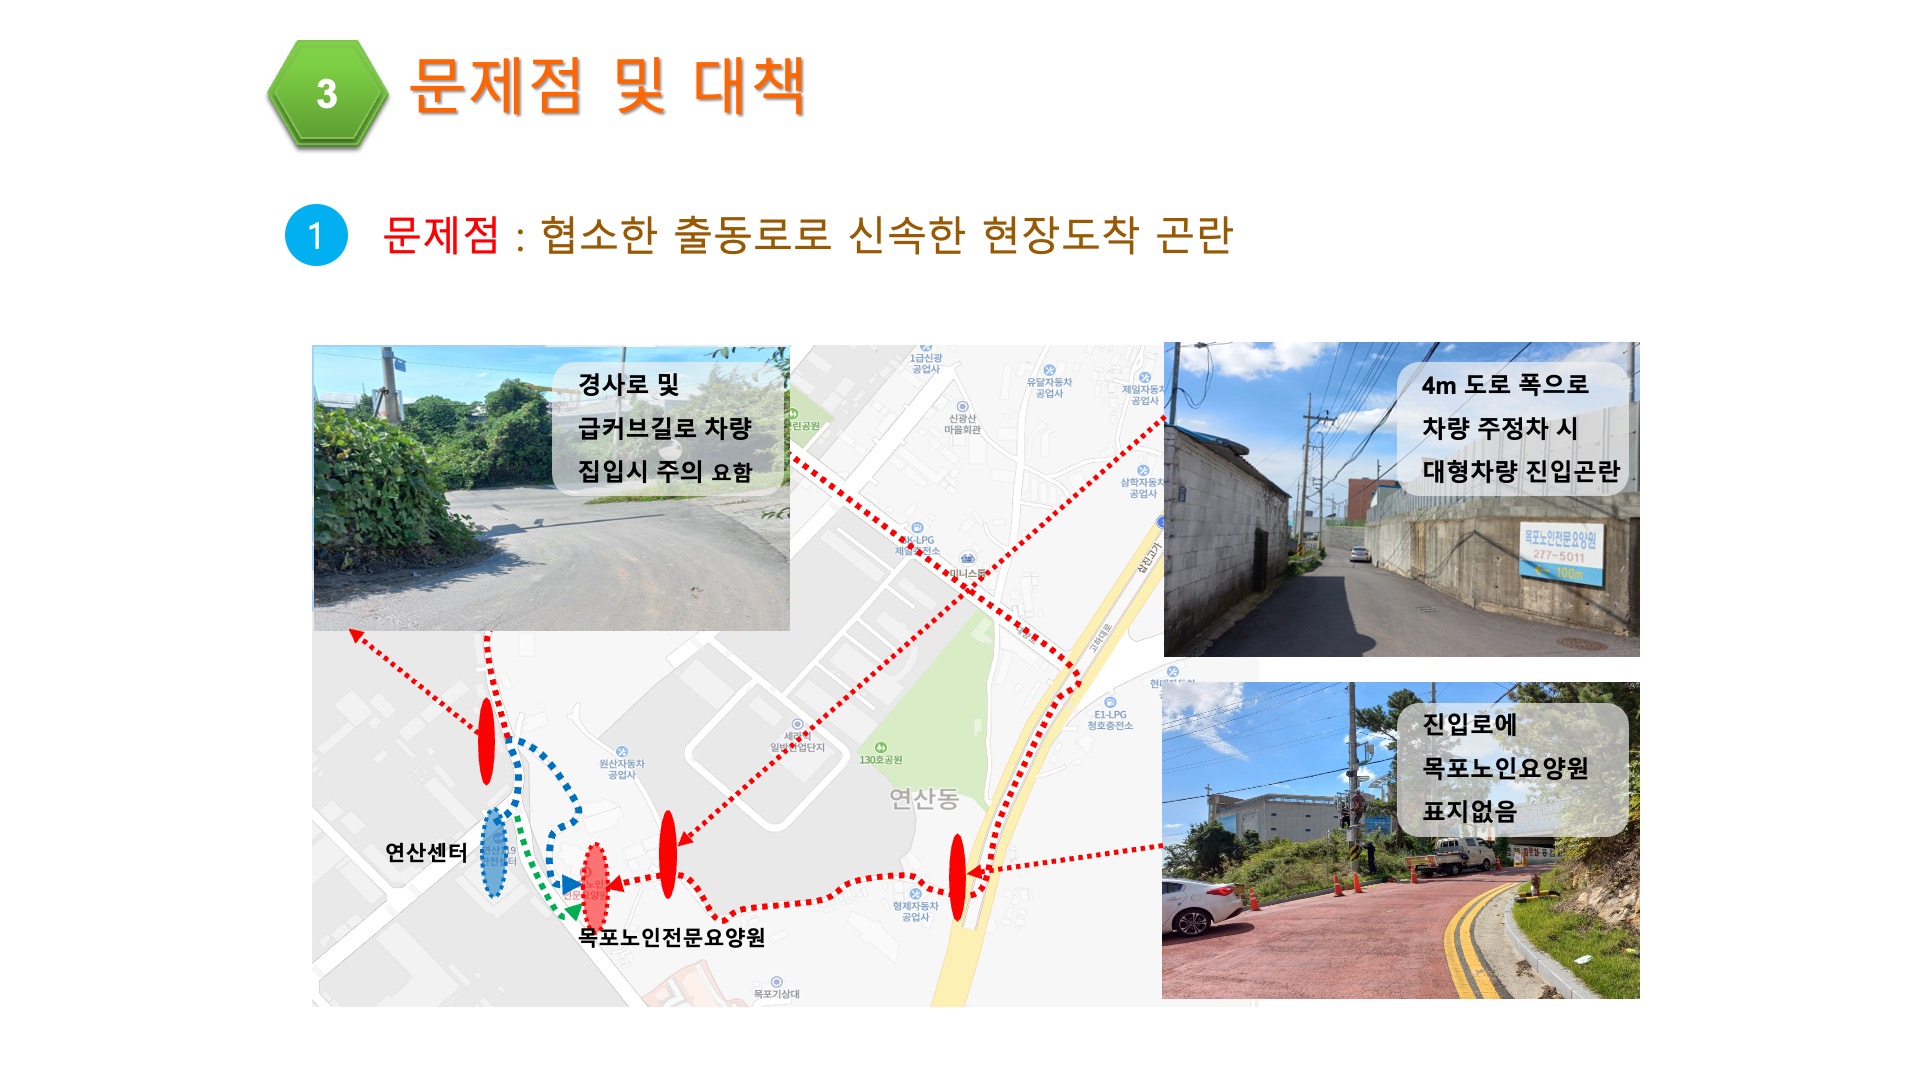 3
문제점 및 대책
1
문제점 : 협소한 출동로로 신속한 현장도착 곤란
경사로 및
급커브길로 차량
집입시 주의 요함
4m 도로 폭으로
차량 주정차 시
대형차량 진입곤란
목포노인전문요양원
277-5011
100m
진입로에
목포노인요양원
표지없음
1급신광
공업사
유달자동차
공업사
제일자동차
공업사
신광산
마을회관
삼학자동차
공업사
제일충전소
미니스톱
삼진고가
고하대로
E1-LPG
청호충전소
일반산업단지
130호공원
원산자동차
공업사
연산동
연산센터
형제자동차
공업사
목포노인전문요양원
목포기상대